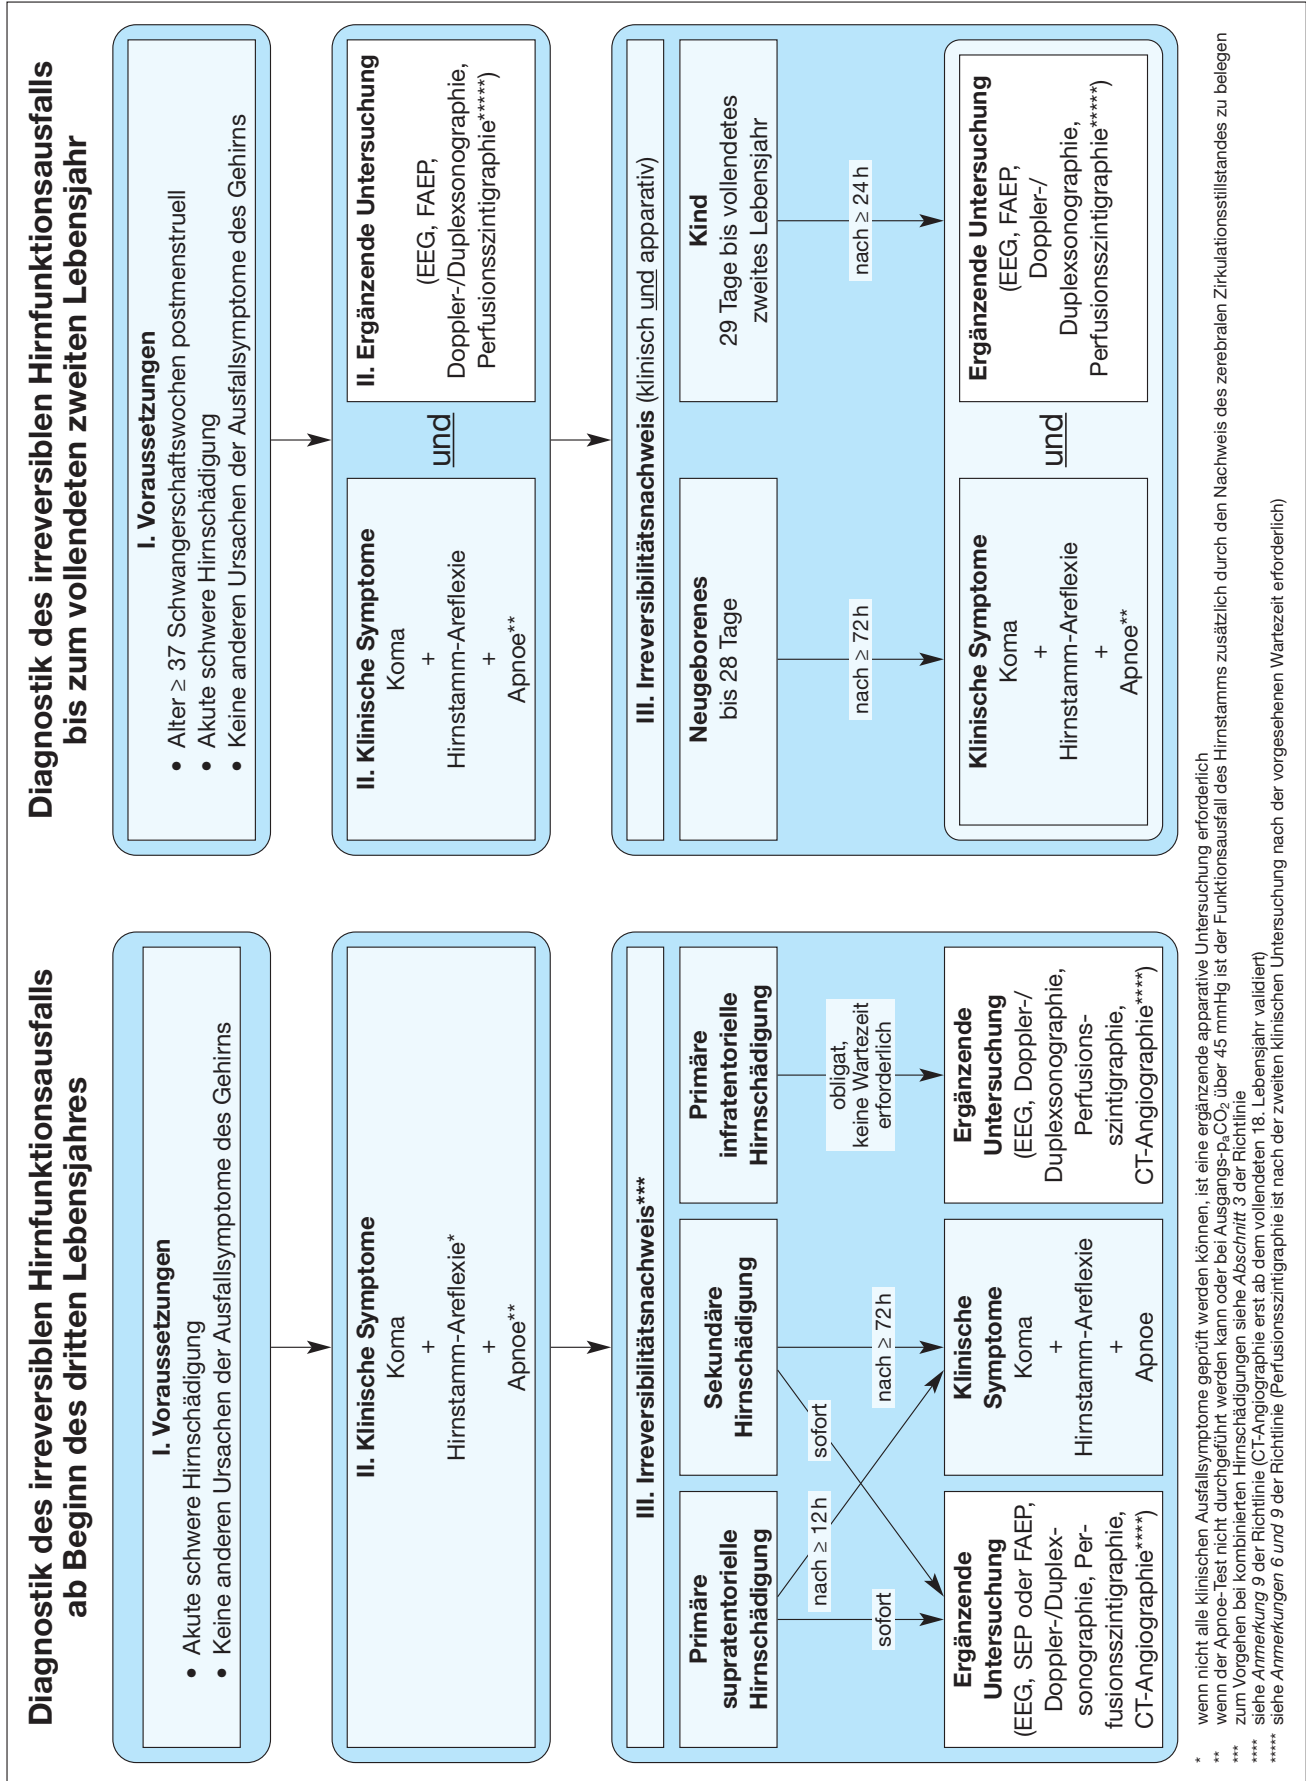 Diagnostik des irreversiblen Hirnfunktionsausfalls
ab Beginn des dritten Lebensjahres
I. Voraussetzungen
• Akute schwere Hirnschädigung
• Keine anderen Ursachen der Ausfallsymptome des Gehirns
II. Klinische Symptome
Koma
+
Hirnstamm-Areflexie*
+
Apnoe**
III. Irreversibilitätsnachweis***
Primäre
supratentorielle
Hirnschädigung
Sekundäre
Hirnschädigung
Primäre
infratentorielle
Hirnschädigung
sofort
nach ≥ 12 h
sofort
nach ≥ 72 h
obligat,
keine Wartezeit
erforderlich
Ergänzende
Untersuchung
(EEG, SEP oder FAEP,
Doppler-/Duplex-
sonographie, Per-
fusionsszintigraphie,
CT-Angiographie****)
Klinische
Symptome
Koma
+
Hirnstamm-Areflexie
+
Apnoe
Ergänzende
Untersuchung
(EEG, Doppler-/
Duplexsonographie,
Perfusions-
szintigraphie,
CT-Angiographie****)
Diagnostik des irreversiblen Hirnfunktionsausfalls
bis zum vollendeten zweiten Lebensjahr
I. Voraussetzungen
• Alter ≥ 37 Schwangerschaftswochen postmenstruell
• Akute schwere Hirnschädigung
• Keine anderen Ursachen der Ausfallsymptome des Gehirns
II. Klinische Symptome
Koma
+
Hirnstamm-Areflexie
+
Apnoe**
und
II. Ergänzende Untersuchung
(EEG, FAEP,
Doppler-/Duplexsonographie,
Perfusionsszintigraphie*****)
III. Irreversibilitätsnachweis (klinisch und apparativ)
Neugeborenes
bis 28 Tage
Kind
29 Tage bis vollendetes
zweites Lebensjahr
nach ≥ 72 h
nach ≥ 24 h
Klinische Symptome
Koma
+
Hirnstamm-Areflexie
+
Apnoe**
und
Ergänzende Untersuchung
(EEG, FAEP,
Doppler-/
Duplexsonographie,
Perfusionsszintigraphie*****)
* wenn nicht alle klinischen Ausfallsymptome geprüft werden können, ist eine ergänzende apparative Untersuchung erforderlich
** wenn der Apnoe-Test nicht durchgeführt werden kann oder bei Ausgangs-pₐCO₂ über 45 mmHg ist der Funktionsausfall des Hirnstamms zusätzlich durch den Nachweis des zerebralen Zirkulationsstillstandes zu belegen
*** zum Vorgehen bei kombinierten Hirnschädigungen siehe Abschnitt 3 der Richtlinie
**** siehe Anmerkung 9 der Richtlinie (CT-Angiographie erst ab dem vollendeten 18. Lebensjahr validiert)
***** siehe Anmerkungen 6 und 9 der Richtlinie (Perfusionsszintigraphie ist nach der zweiten klinischen Untersuchung nach der vorgesehenen Wartezeit erforderlich)